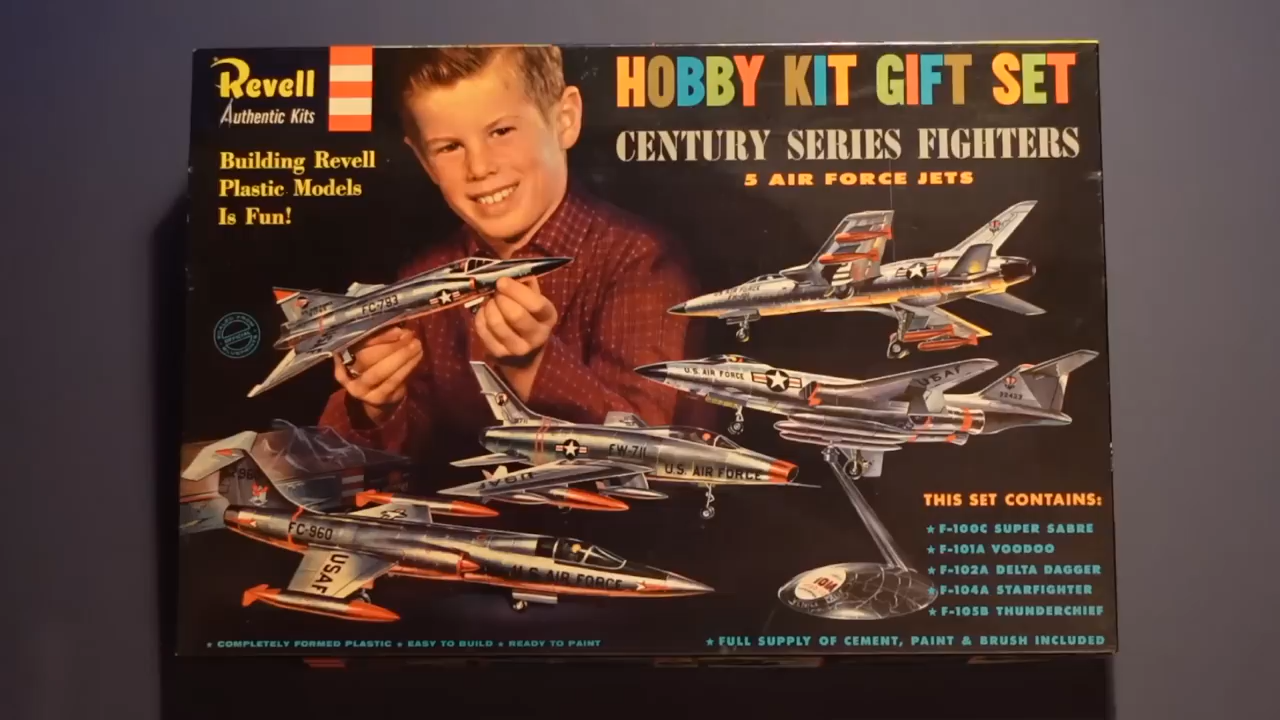 Revell
Authentic Kits
Building Revell
Plastic Models
Is Fun!
HOBBY KIT GIFT SET
CENTURY SERIES FIGHTERS
5 AIR FORCE JETS
FC-793
U.S. AIR FORCE
USAF
FW-711
U.S. AIR FORCE
FC-960
USAF
U.S. AIR FORCE
THIS SET CONTAINS:
★ F-100C SUPER SABRE
★ F-101A VOODOO
★ F-102A DELTA DAGGER
★ F-104A STARFIGHTER
★ F-105B THUNDERCHIEF
★ COMPLETELY FORMED PLASTIC ★ EASY TO BUILD ★ READY TO PAINT
★ FULL SUPPLY OF CEMENT, PAINT & BRUSH INCLUDED